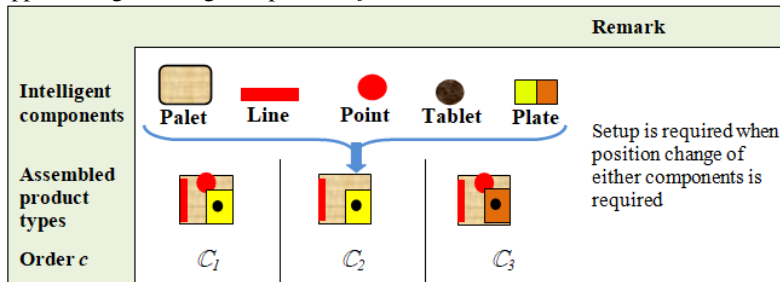 Remark
Intelligent
components
Palet Line Point Tablet Plate
Setup is required when
position change of
either components is
required
Assembled
product
types
Order c
ℂ1 ℂ2 ℂ3